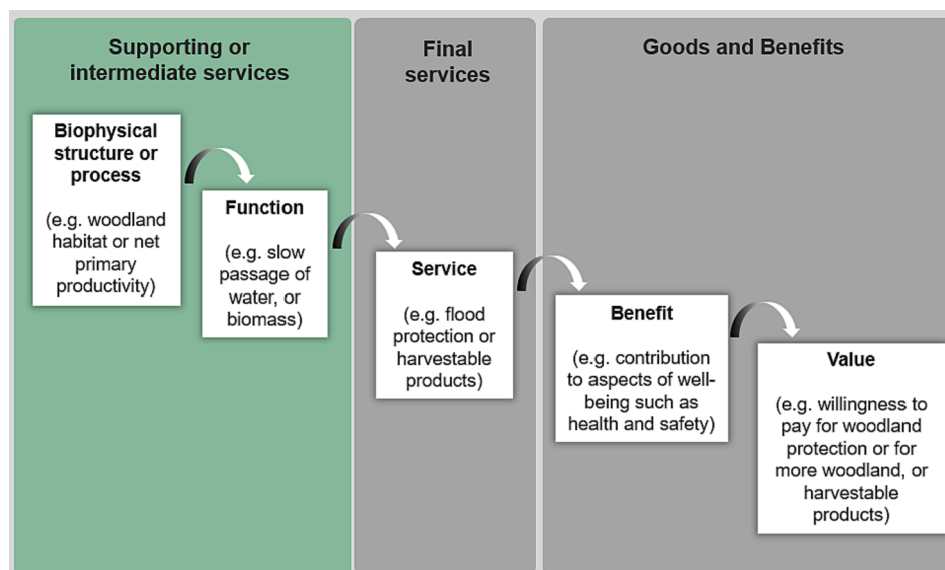 Supporting or
intermediate services
Final
services
Goods and Benefits
Biophysical
structure or
process
(e.g. woodland
habitat or net
primary
productivity)
Function
(e.g. slow
passage of
water, or
biomass)
Service
(e.g. flood
protection or
harvestable
products)
Benefit
(e.g. contribution
to aspects of well-
being such as
health and safety)
Value
(e.g. willingness to
pay for woodland
protection or for
more woodland, or
harvestable
products)